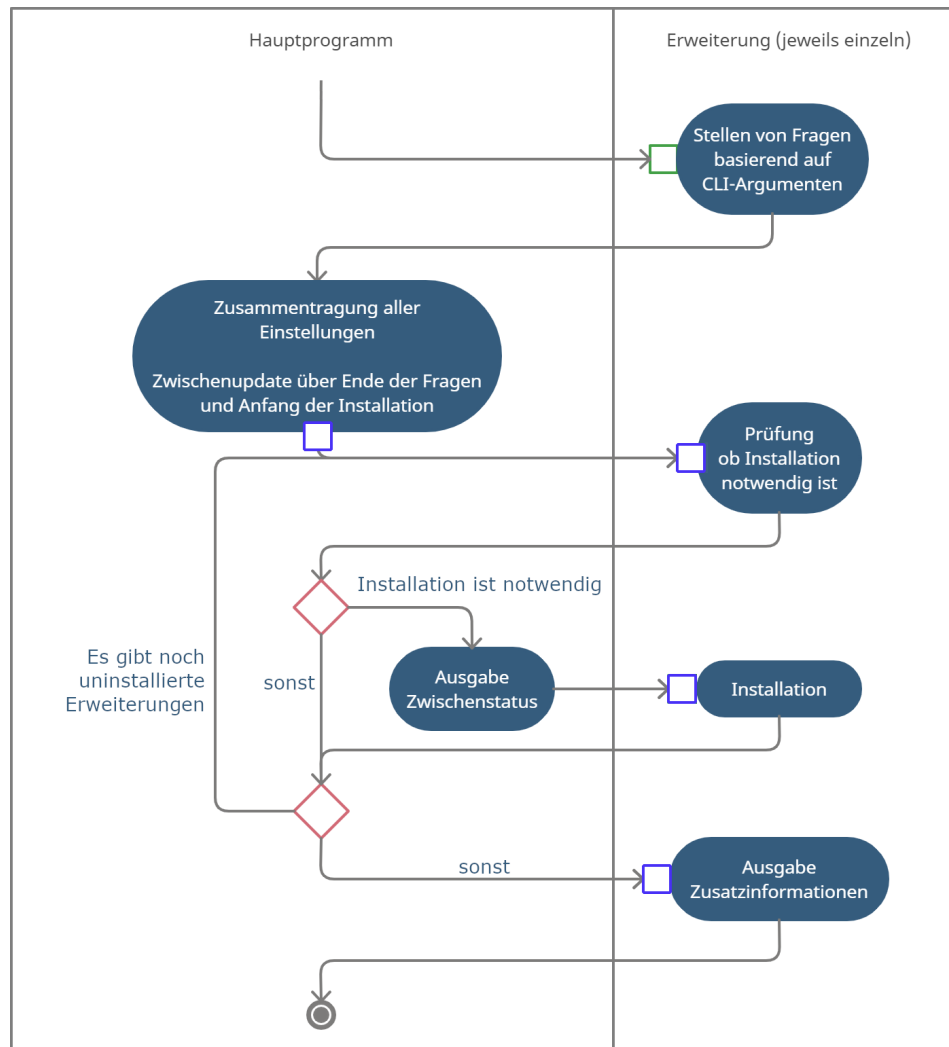 Hauptprogramm
Erweiterung (jeweils einzeln)
Stellen von Fragen
basierend auf
CLI-Argumenten
Zusammentragung aller
Einstellungen
Zwischenupdate über Ende der Fragen
und Anfang der Installation
Prüfung
ob Installation
notwendig ist
Installation ist notwendig
Es gibt noch
uninstallierte
Erweiterungen
sonst
Ausgabe
Zwischenstatus
Installation
sonst
Ausgabe
Zusatzinformationen